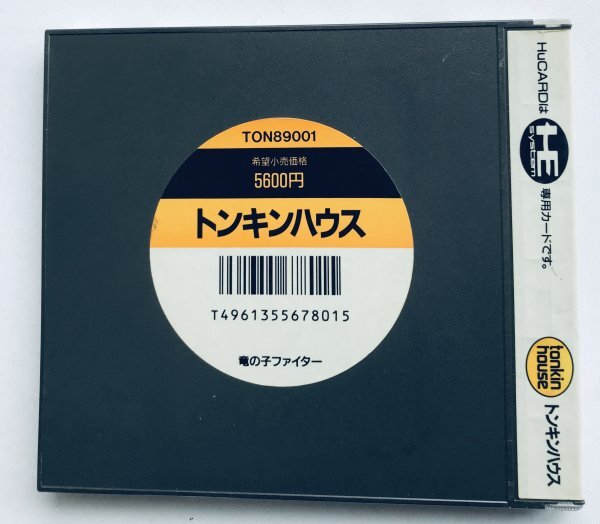 TON89001
希望小売価格
5600円
トンキンハウス
T4961355678015
竜の子ファイター
HuCARDは
HE
system
専用カードです。
tonkin
house
トンキンハウス